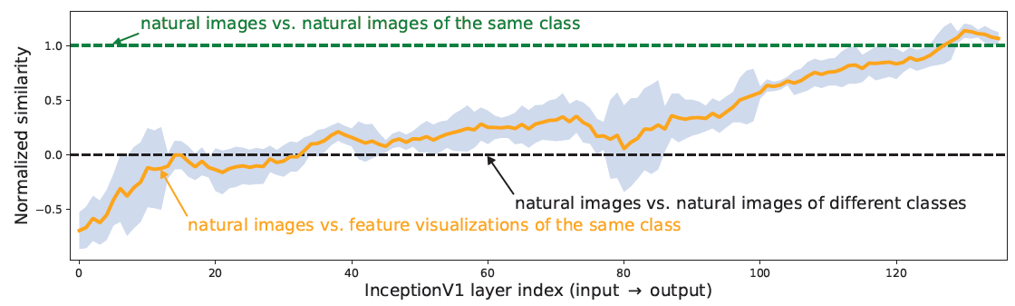 natural images vs. natural images of the same class
Normalized similarity
1.0
0.5
0.0
−0.5
natural images vs. natural images of different classes
natural images vs. feature visualizations of the same class
0 20 40 60 80 100 120
InceptionV1 layer index (input → output)